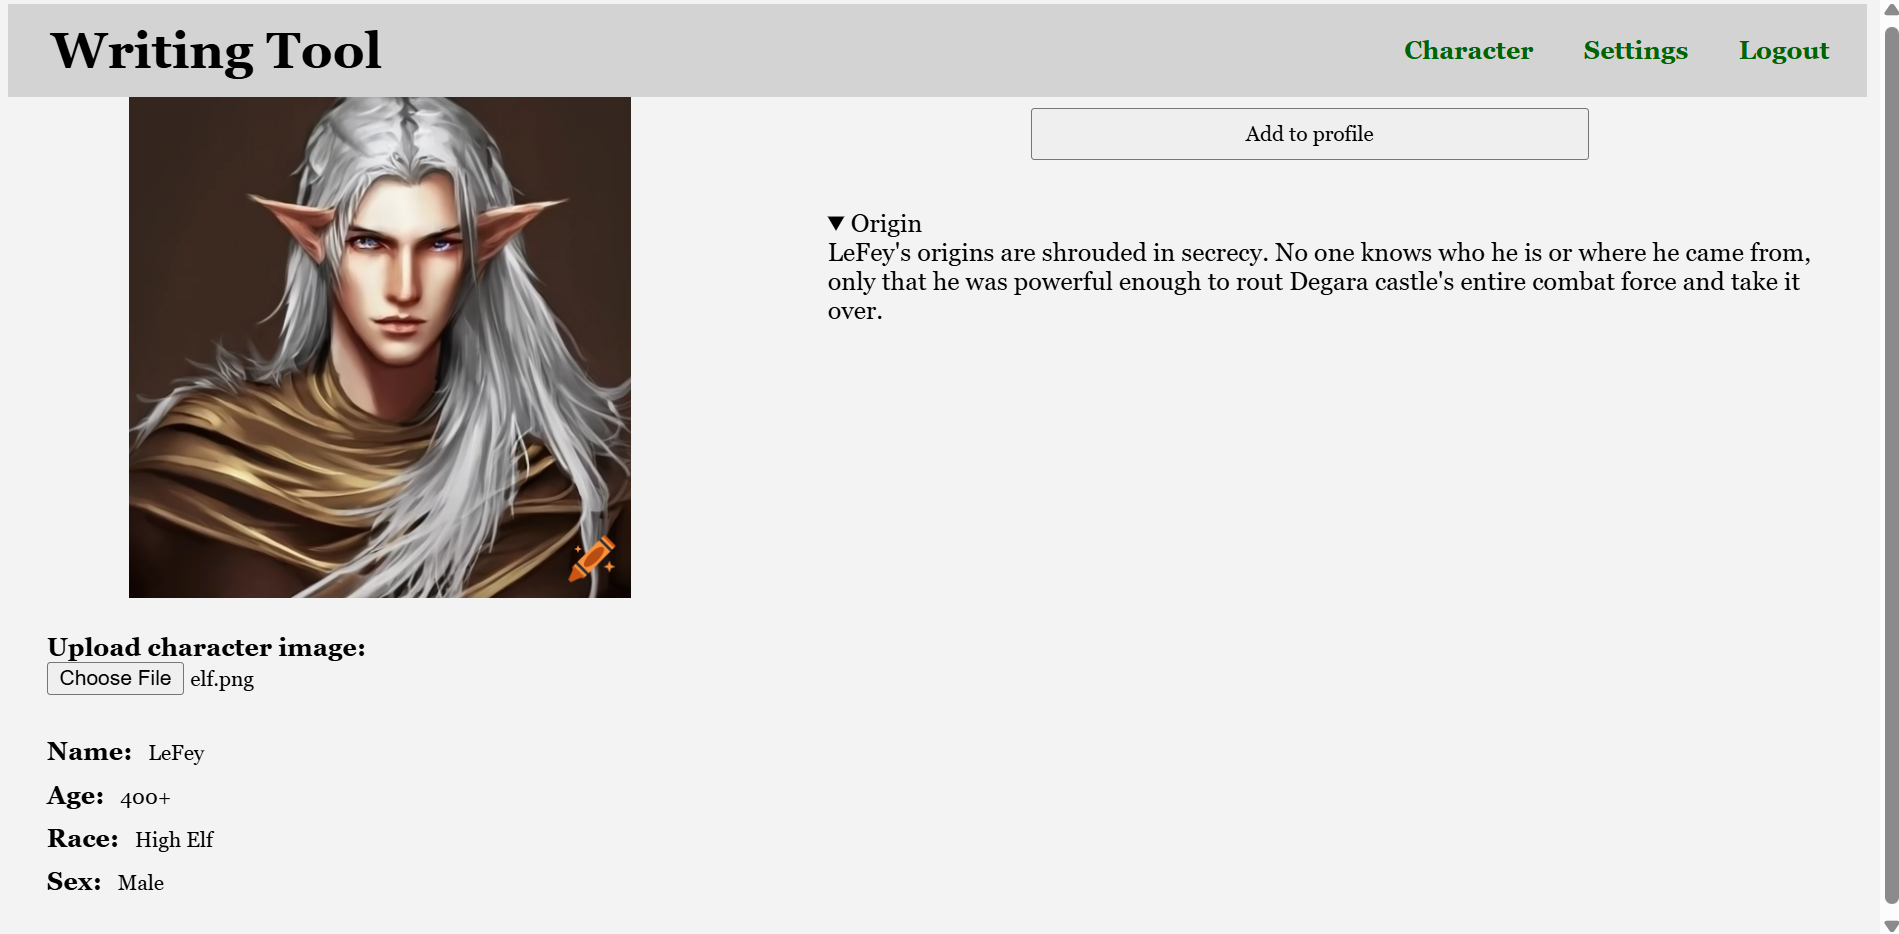 Writing Tool
Character Settings Logout
Add to profile
Origin
LeFey's origins are shrouded in secrecy. No one knows who he is or where he came from,
only that he was powerful enough to rout Degara castle's entire combat force and take it
over.
Upload character image:
Choose File elf.png
Name: LeFey
Age: 400+
Race: High Elf
Sex: Male